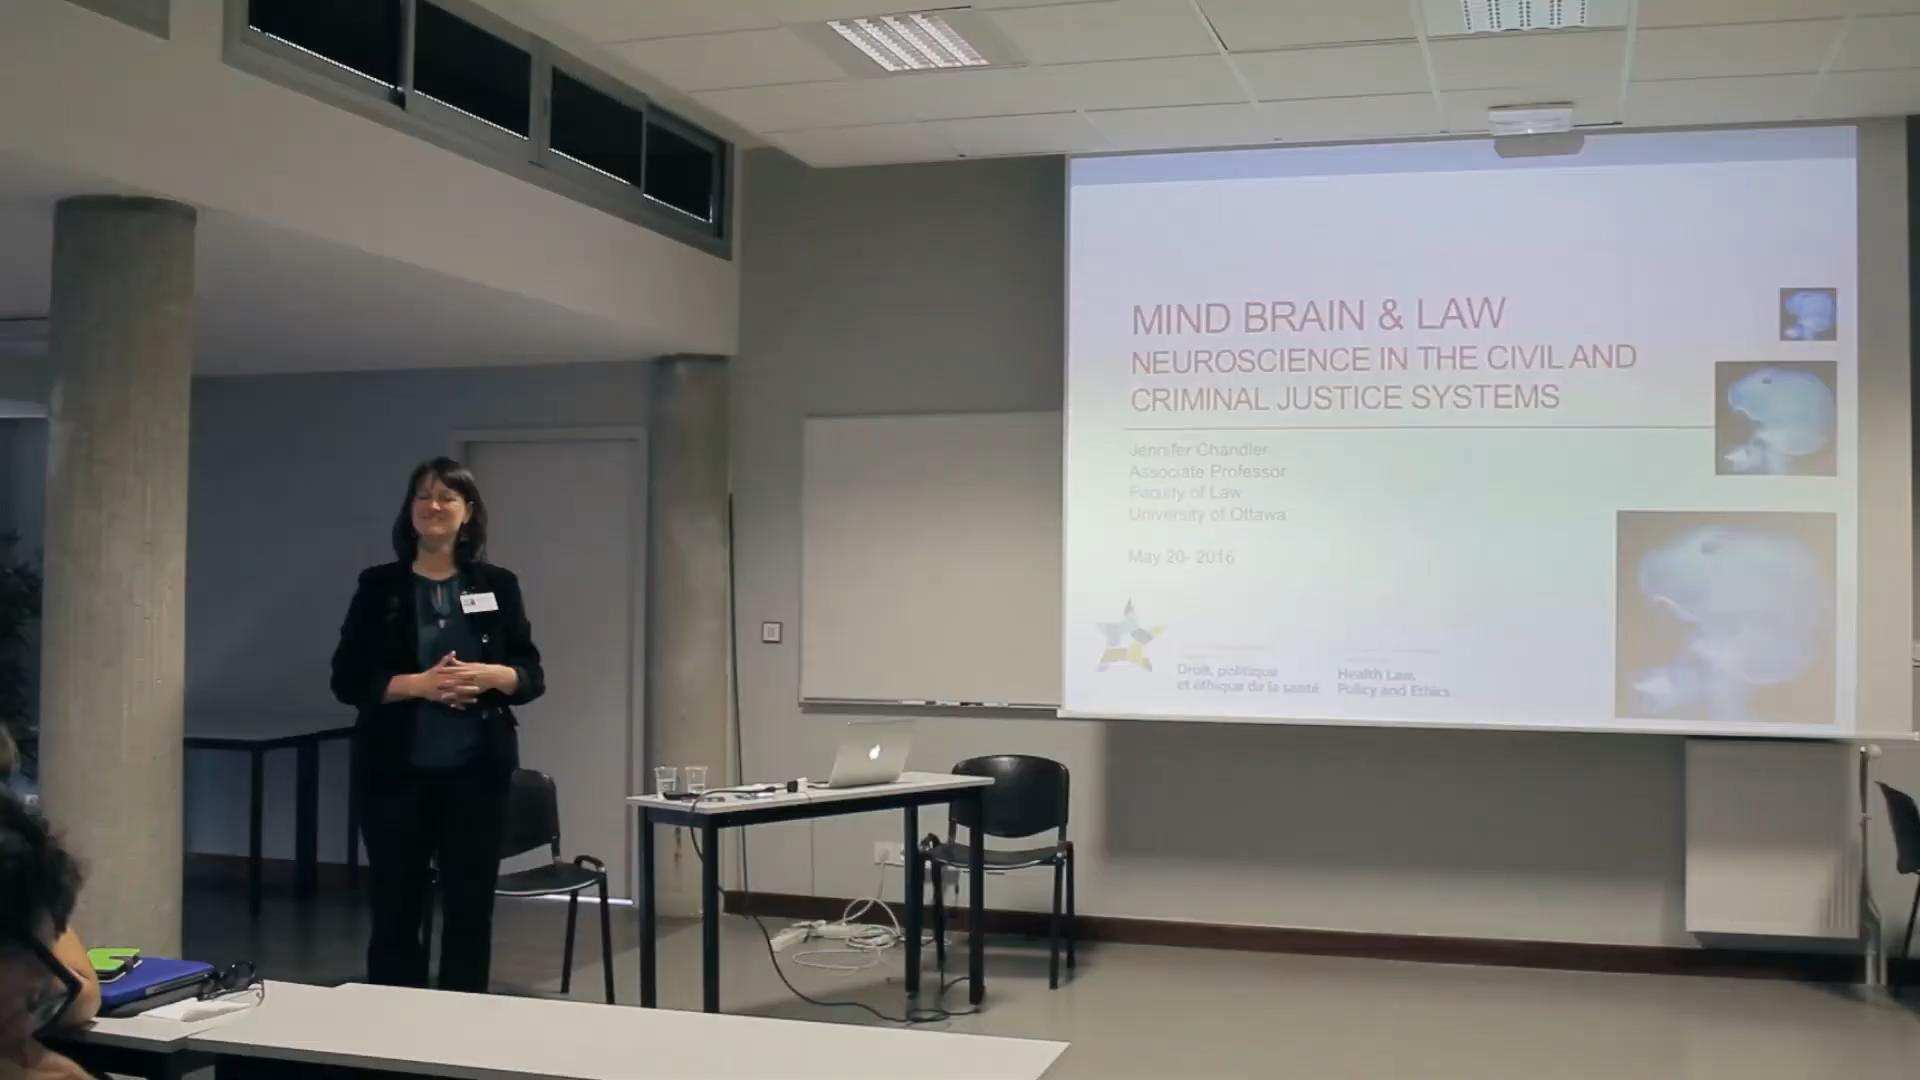 MIND BRAIN & LAW
NEUROSCIENCE IN THE CIVIL AND
CRIMINAL JUSTICE SYSTEMS
Jennifer Chandler
Associate Professor
Faculty of Law
University of Ottawa
May 20- 2016
Droit, politique
et éthique de la santé
Health Law,
Policy and Ethics